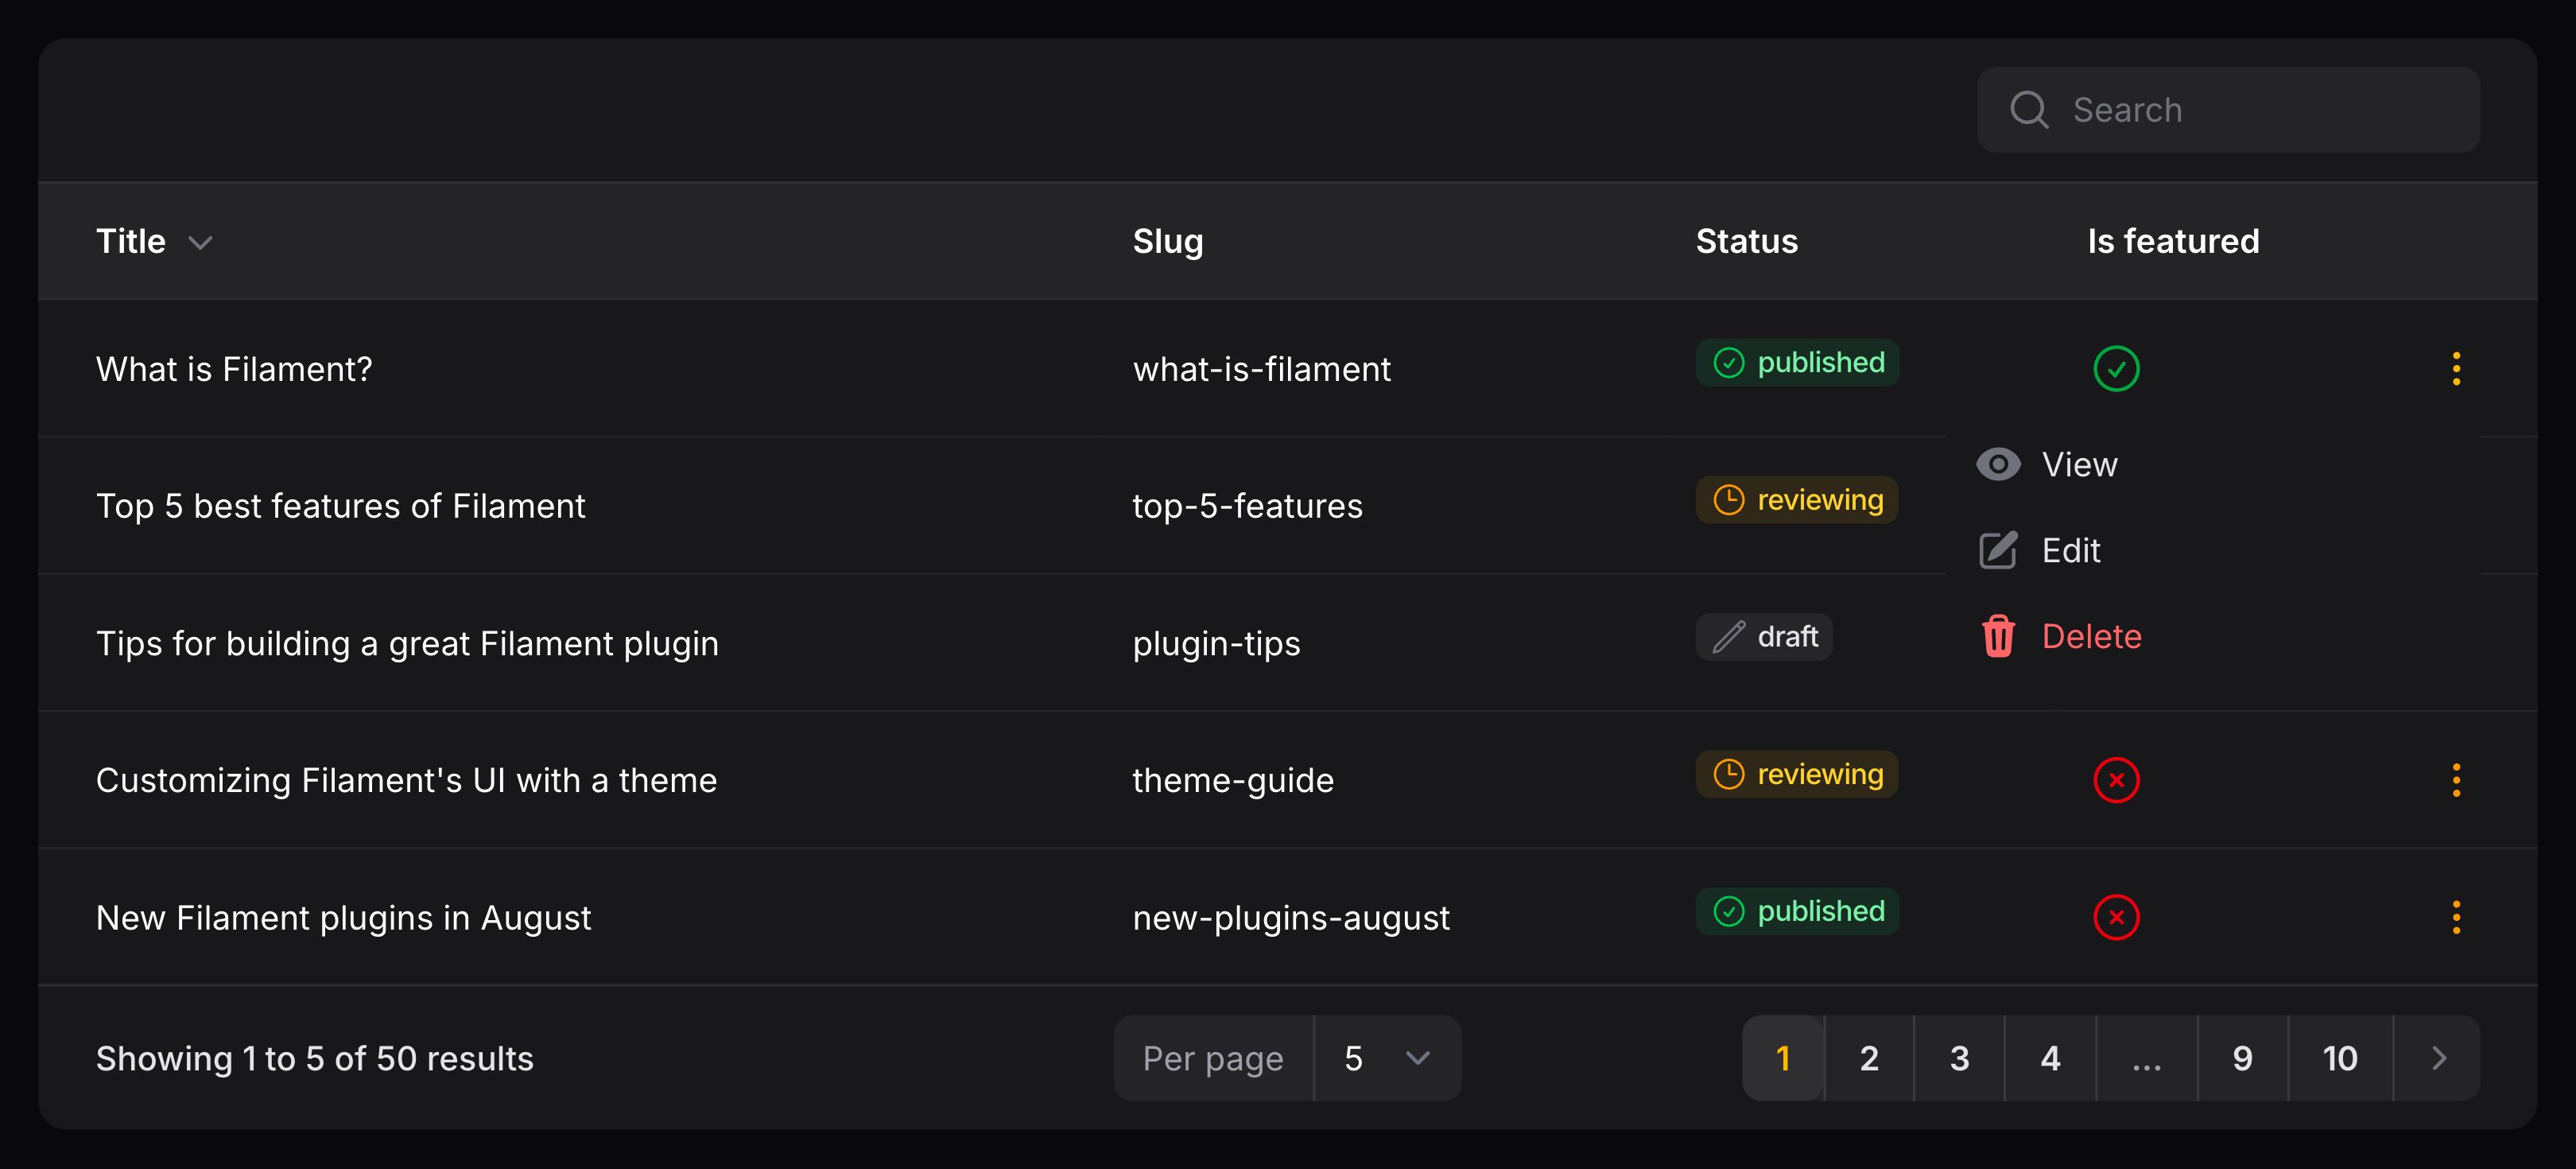 Search
Title Slug Status Is featured
What is Filament? what-is-filament published
View
Top 5 best features of Filament top-5-features reviewing
Edit
Tips for building a great Filament plugin plugin-tips draft
Delete
Customizing Filament's UI with a theme theme-guide reviewing
New Filament plugins in August new-plugins-august published
Showing 1 to 5 of 50 results Per page 5 1 2 3 4 ... 9 10